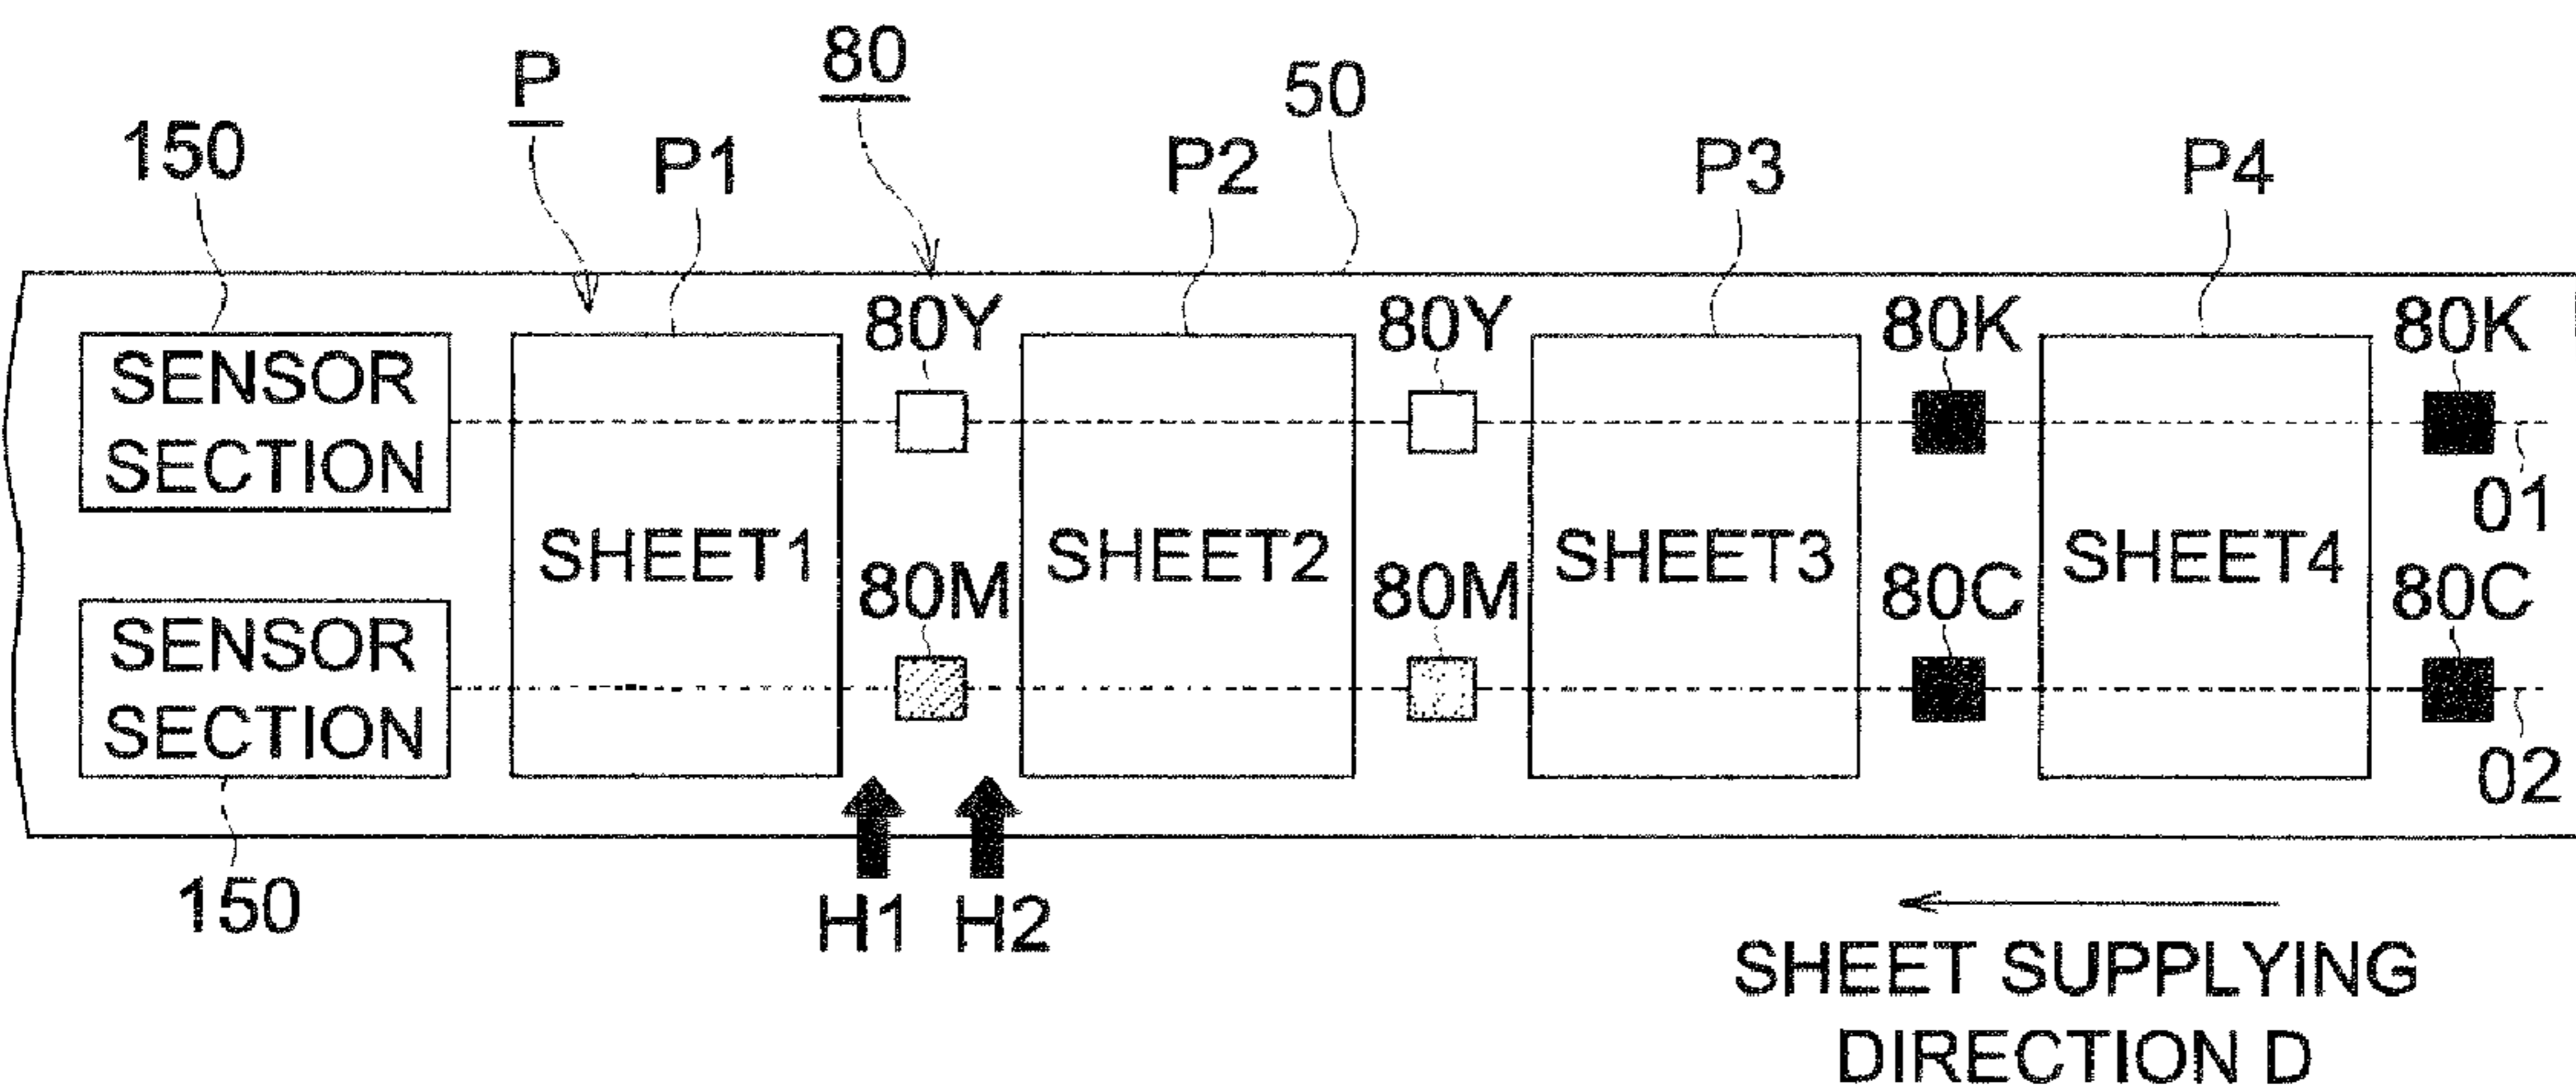 P
80
50
150
P1
P2
P3
P4
80Y
80Y
80K
80K
SENSOR
SECTION
01
SHEET1
SHEET2
SHEET3
SHEET4
80M
80M
80C
80C
SENSOR
SECTION
02
150
H1
H2
SHEET SUPPLYING
DIRECTION D